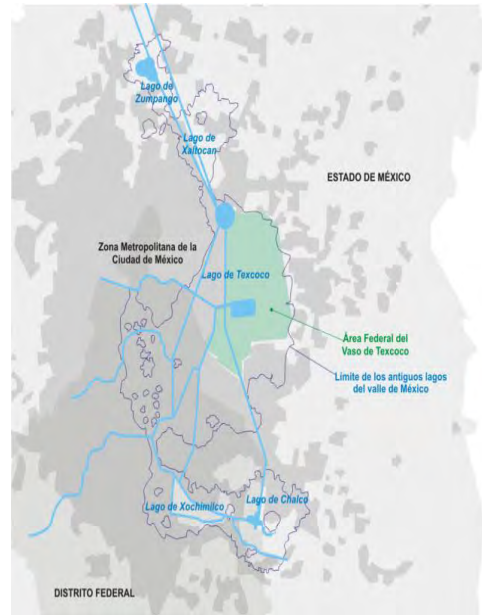 Lago de
Zumpango
Lago de
Xaltocan
ESTADO DE MÉXICO
Zona Metropolitana de la
Ciudad de México
Lago de Texcoco
Área Federal del
Vaso de Texcoco
Límite de los antiguos lagos
del valle de México
Lago de Xochimilco
Lago de Chalco
DISTRITO FEDERAL